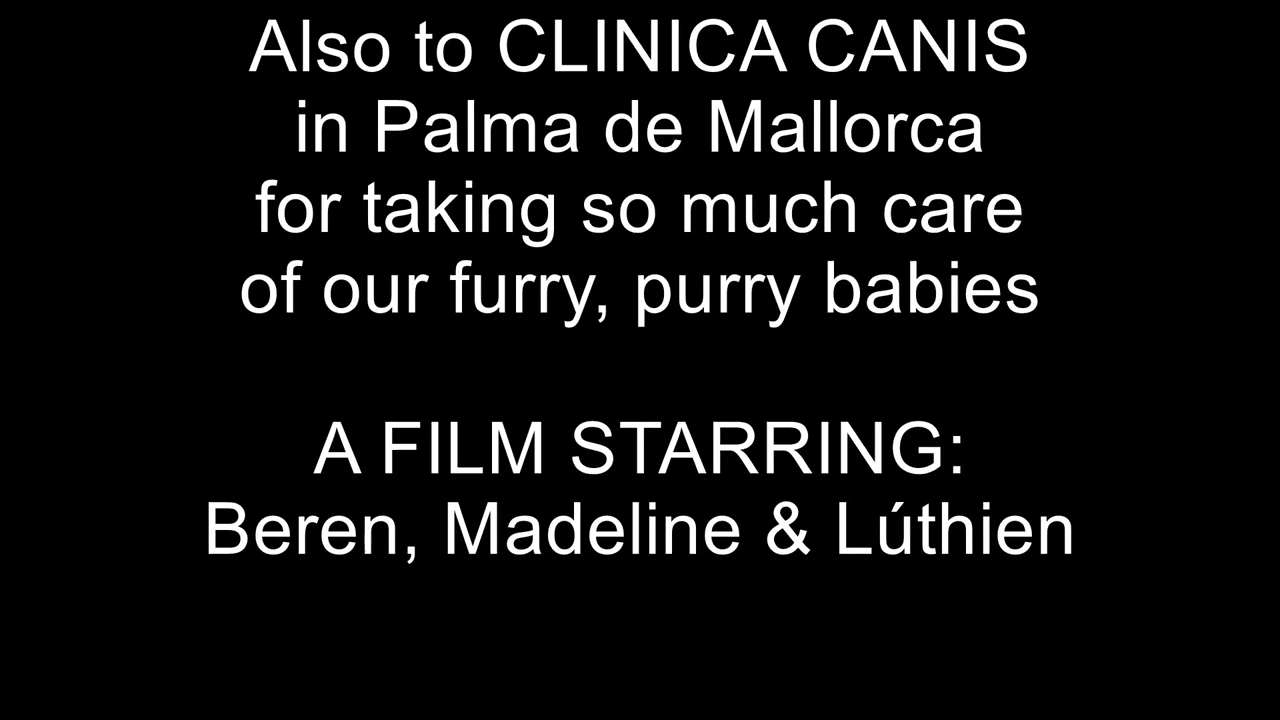 Also to CLINICA CANIS
in Palma de Mallorca
for taking so much care
of our furry, purry babies
A FILM STARRING:
Beren, Madeline & Lúthien